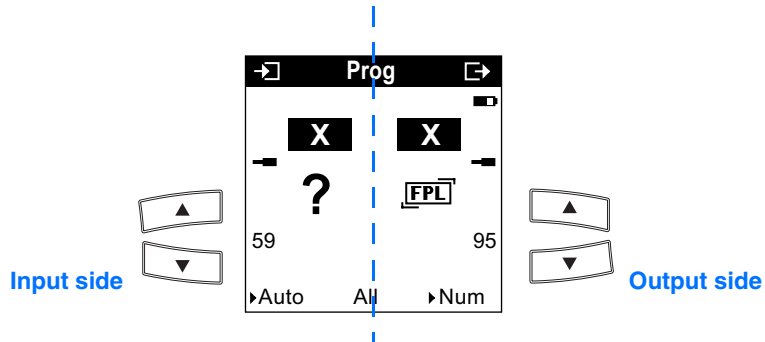 Prog
X X
? FPL
59 95
Input side
Output side
Auto All Num